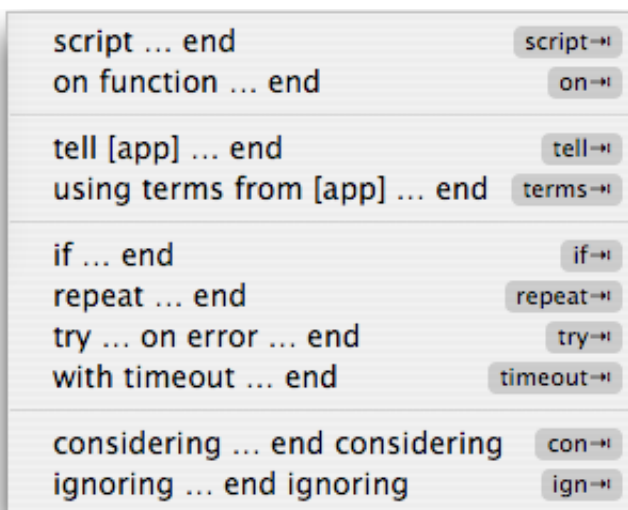 script ... end script⇥
on function ... end on⇥
tell [app] ... end tell⇥
using terms from [app] ... end terms⇥
if ... end if⇥
repeat ... end repeat⇥
try ... on error ... end try⇥
with timeout ... end timeout⇥
considering ... end considering con⇥
ignoring ... end ignoring ign⇥